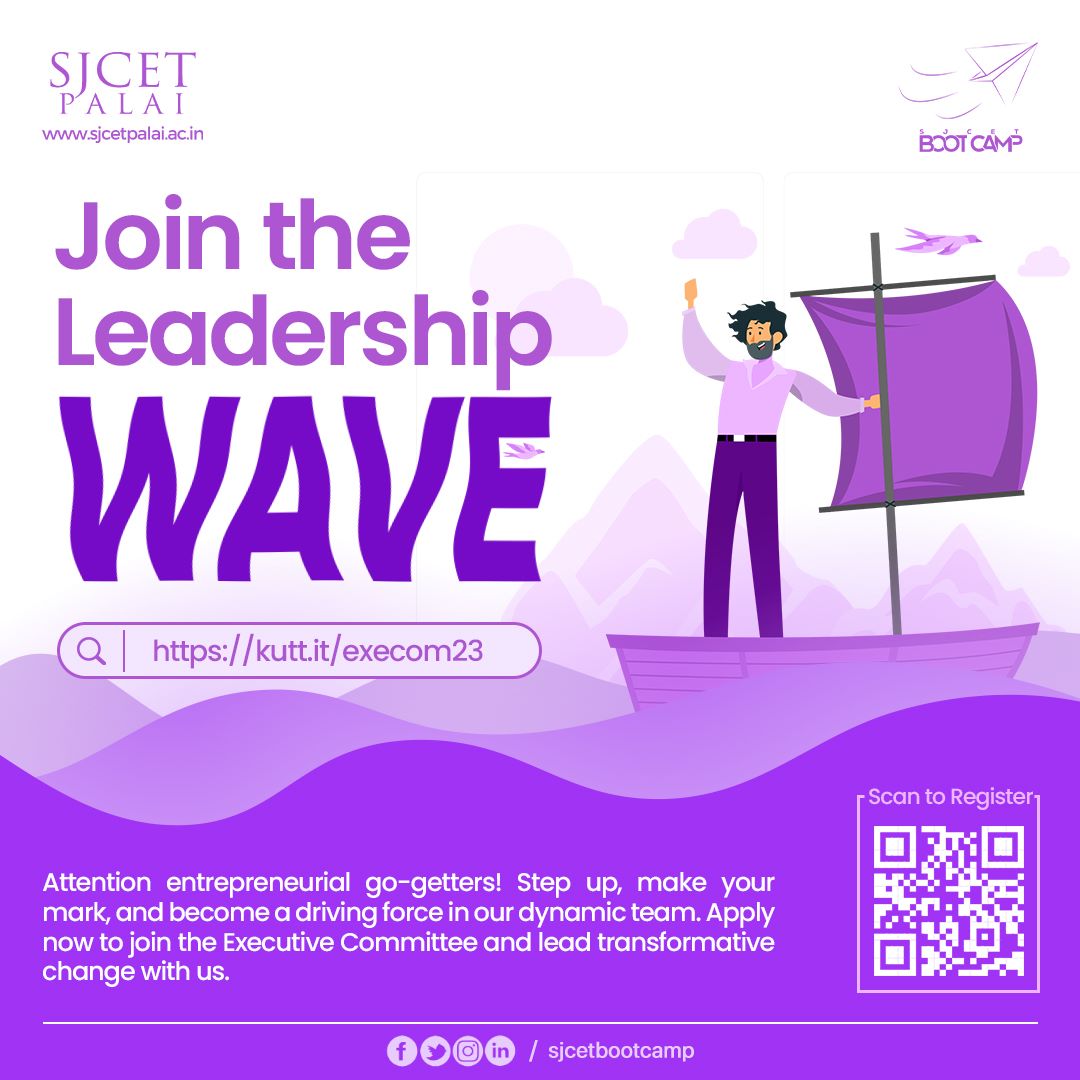 SJCET
PALAI
www.sjcetpalai.ac.in
SJCET
BOOT CAMP
Join the
Leadership
WAVE
https://kutt.it/execom23
Scan to Register
Attention entrepreneurial go-getters! Step up, make your
mark, and become a driving force in our dynamic team. Apply
now to join the Executive Committee and lead transformative
change with us.
/ sjcetbootcamp